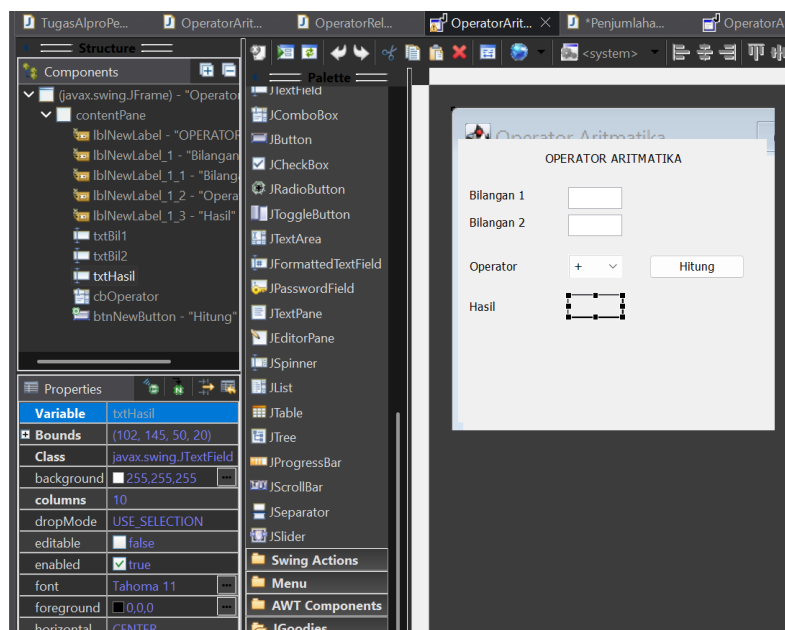 TugasAlproPe... OperatorArit... OperatorRel... OperatorArit... *Penjumlaha... OperatorA
Structure
Components
(javax.swing.JFrame) - "Operator
contentPane
lblNewLabel - "OPERATOR
lblNewLabel_1 - "Bilangan
lblNewLabel_1_1 - "Bilang
lblNewLabel_1_2 - "Opera
lblNewLabel_1_3 - "Hasil"
txtBil1
txtBil2
txtHasil
cbOperator
btnNewButton - "Hitung"
Properties
Variable txtHasil
Bounds (102, 145, 50, 20)
Class javax.swing.JTextField
background 255,255,255 ...
columns 10
dropMode USE_SELECTION
editable false
enabled true
font Tahoma 11 ...
foreground 0,0,0 ...
horizontal CENTER
<system>
Palette
JTextField
JComboBox
JButton
JCheckBox
JRadioButton
JToggleButton
JTextArea
JFormattedTextField
JPasswordField
JTextPane
JEditorPane
JSpinner
JList
JTable
JTree
JProgressBar
JScrollBar
JSeparator
JSlider
Swing Actions
Menu
AWT Components
JGoodies
Operator Aritmatika
OPERATOR ARITMATIKA
Bilangan 1
Bilangan 2
Operator + Hitung
Hasil